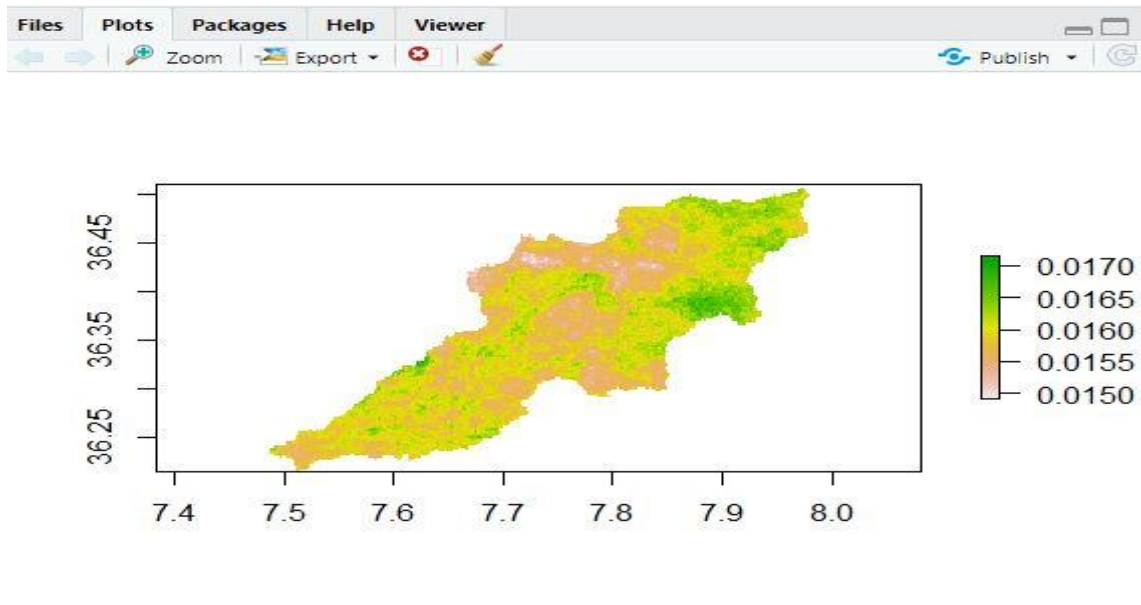 Files Plots Packages Help Viewer
Zoom Export Publish
36.45
36.35
36.25
7.4 7.5 7.6 7.7 7.8 7.9 8.0
0.0170
0.0165
0.0160
0.0155
0.0150